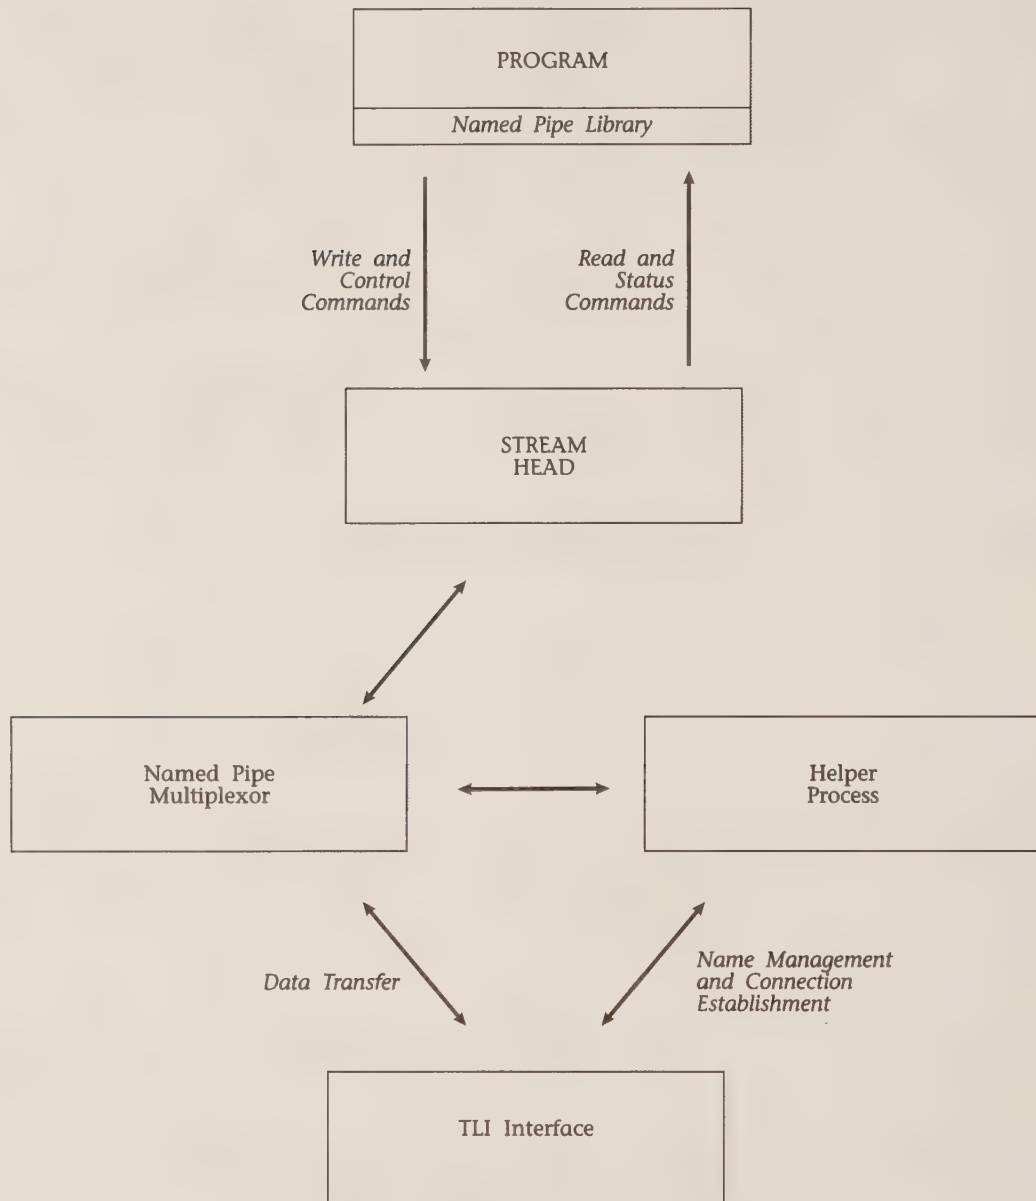 PROGRAM
Named Pipe Library
Write and
Control
Commands
Read and
Status
Commands
STREAM
HEAD
Named Pipe
Multiplexor
Helper
Process
Data Transfer
Name Management
and Connection
Establishment
TLI Interface